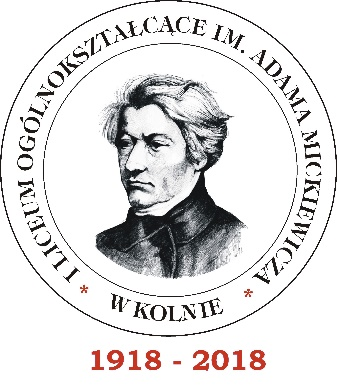 I LICEUM OGÓLNOKSZTAŁCĄCE IM. ADAMA MICKIEWICZA
* W KOLNIE *
1918 - 2018